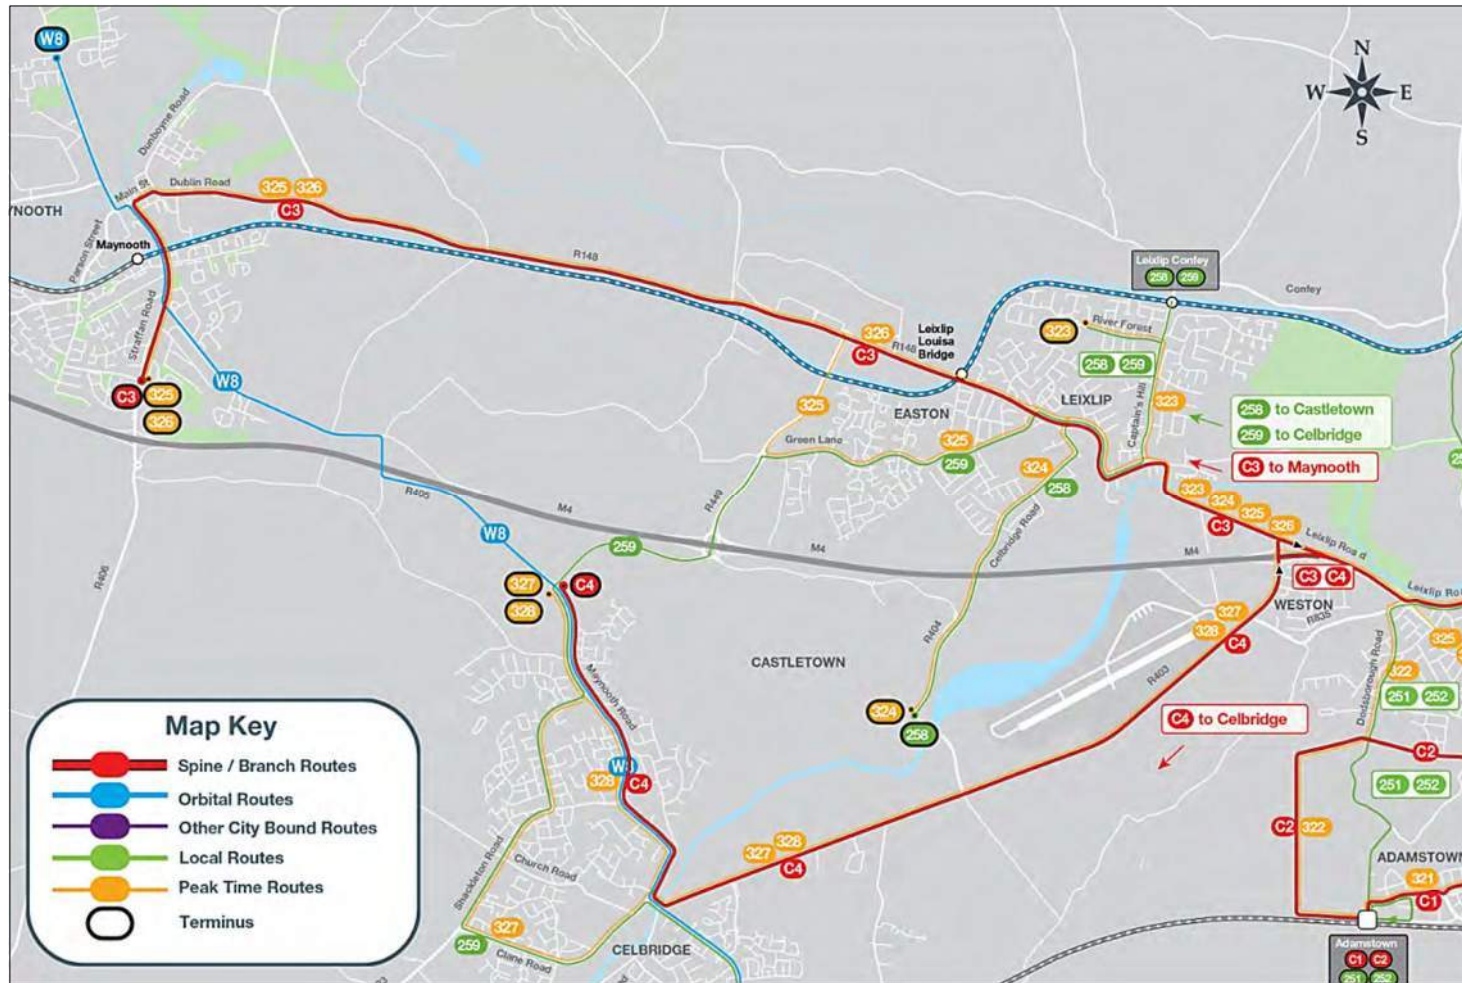 W8
N
W E
S
Dunboyne Road
Main St
Dublin Road
325 326
C3
YNOOTH
Parson Street
Maynooth
R148
Straffan Road
W8
C3 325
326
Leixlip Confey
258 259
Confey
323
River Forest
326
C3
R148
Leixlip
Louisa
Bridge
258 259
LEIXLIP
Captain's Hill
323
EASTON
325
Green Lane
325
259
324
258
258 to Castletown
259 to Celbridge
C3 to Maynooth
323
324
325
326
C3
Leixlip Road
R405
M4
R449
M4
M4
W8
259
Celbridge Road
R406
327
328
C4
C3 C4
WESTON
R835
Leixlip Ro
327
328
C4
R404
CASTLETOWN
Maynooth Road
R403
325
322
251 252
Dodsborough Road
324
258
C4 to Celbridge
C2
W8
328
C4
251 252
C2 322
327 328
C4
Shackleton Road
Church Road
ADAMSTOWN
321
C1
327
259
Clane Road
CELBRIDGE
Adamstown
C1 C2
251 252
Map Key
Spine / Branch Routes
Orbital Routes
Other City Bound Routes
Local Routes
Peak Time Routes
Terminus